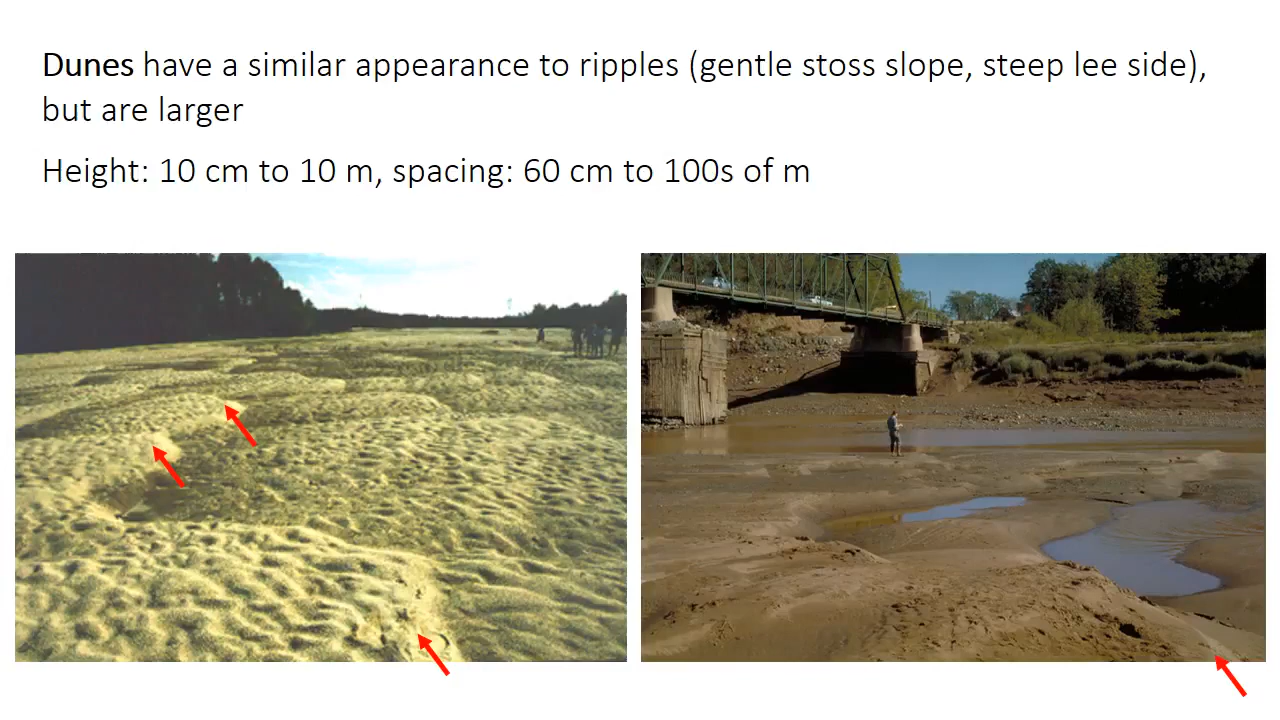 Dunes have a similar appearance to ripples (gentle stoss slope, steep lee side),
but are larger
Height: 10 cm to 10 m, spacing: 60 cm to 100s of m